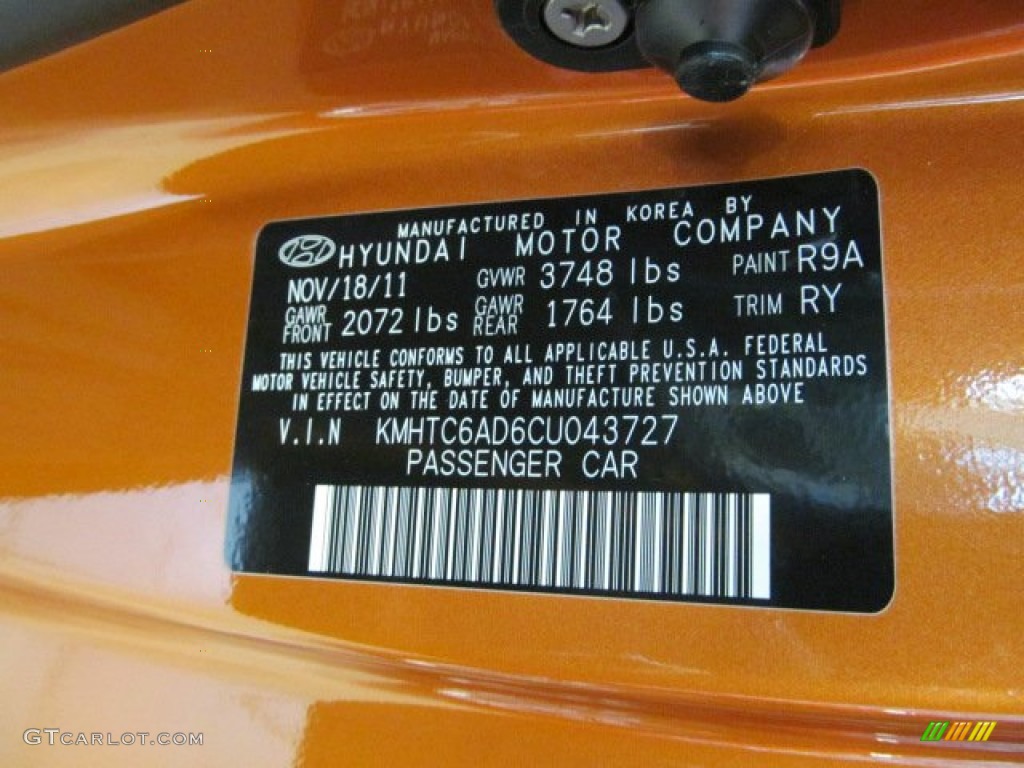 MANUFACTURED IN KOREA BY
HYUNDAI MOTOR COMPANY
NOV/18/11 GVWR 3748 lbs PAINT R9A
GAWR FRONT 2072 lbs GAWR REAR 1764 lbs TRIM RY
THIS VEHICLE CONFORMS TO ALL APPLICABLE U.S.A. FEDERAL
MOTOR VEHICLE SAFETY, BUMPER, AND THEFT PREVENTION STANDARDS
IN EFFECT ON THE DATE OF MANUFACTURE SHOWN ABOVE
V.I.N KMHTC6AD6CU043727
PASSENGER CAR
GTCARLOT.COM